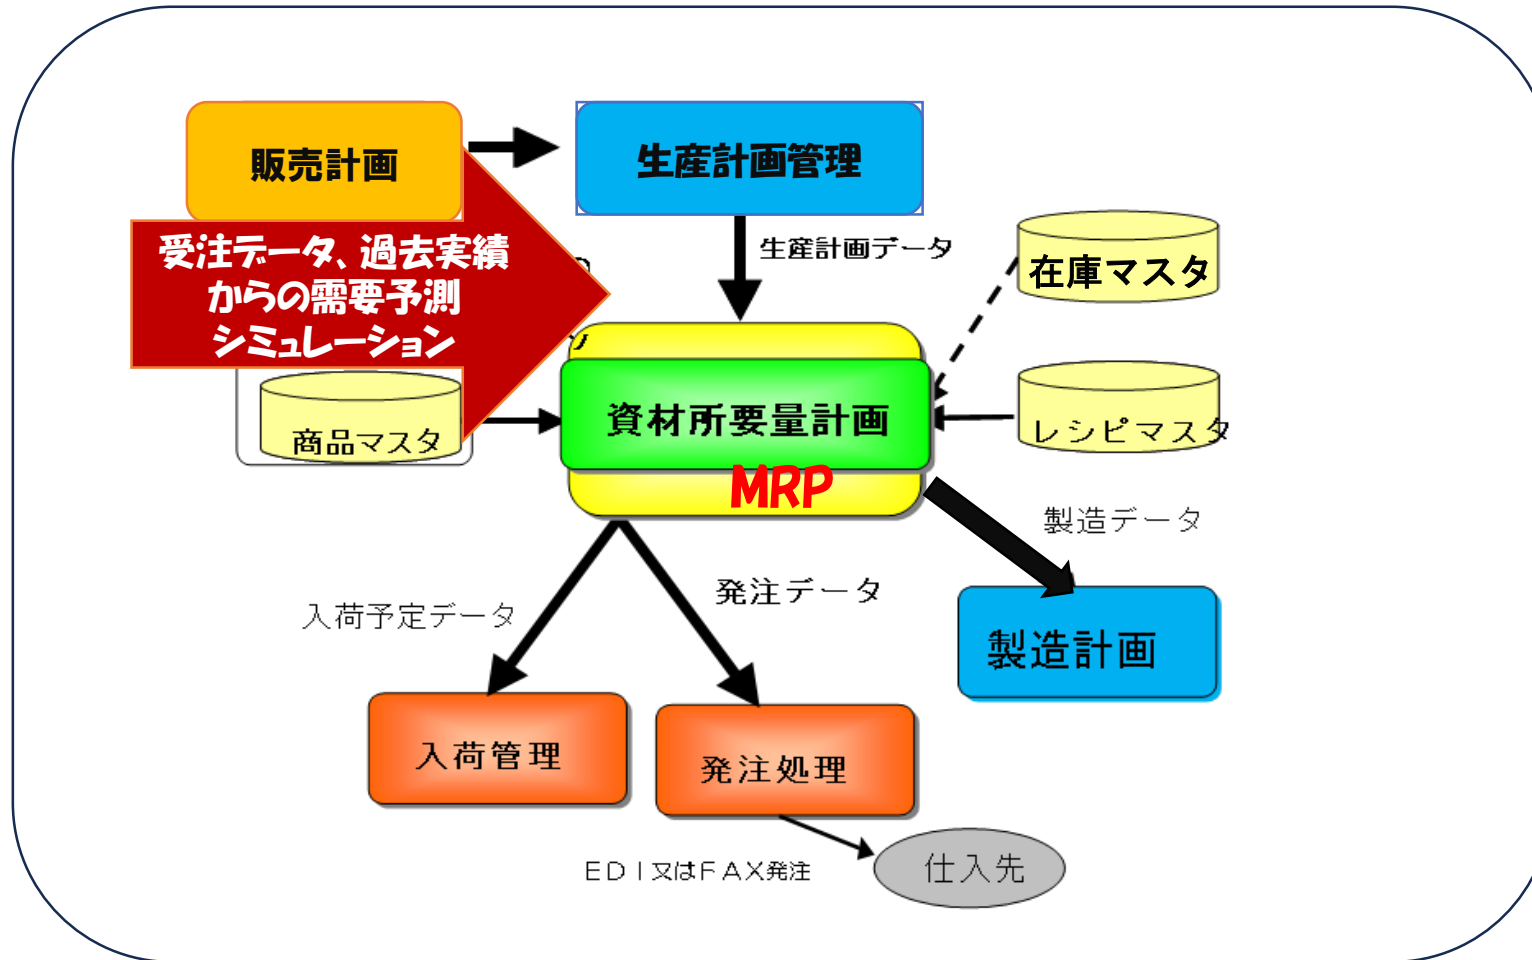 販売計画
生産計画管理
受注データ、過去実績
からの需要予測
シミュレーション
生産計画データ
在庫マスタ
商品マスタ
資材所要量計画
MRP
レシピマスタ
製造データ
入荷予定データ
発注データ
製造計画
入荷管理
発注処理
EDI又はFAX発注
仕入先